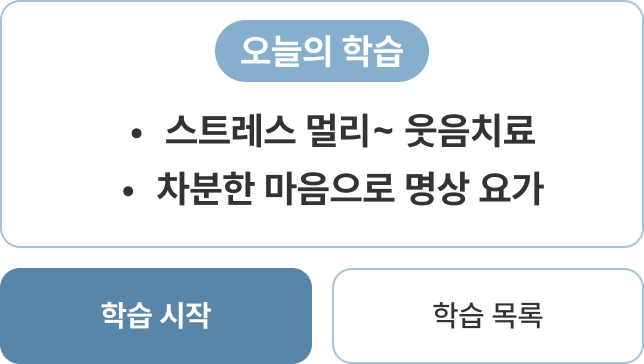 오늘의 학습
• 스트레스 멀리~ 웃음치료
• 차분한 마음으로 명상 요가
학습 시작
학습 목록